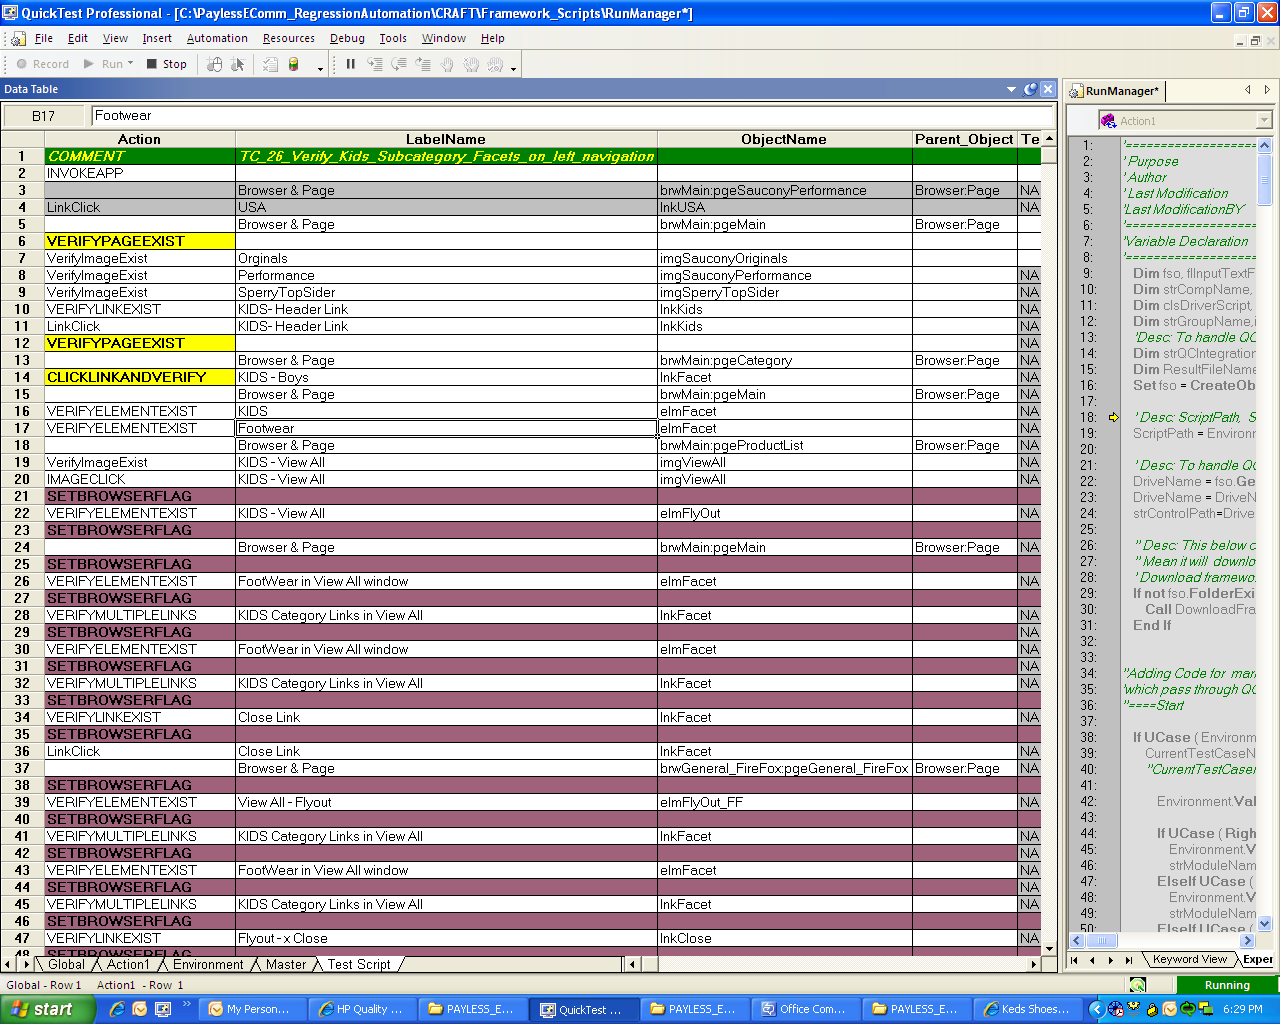 QuickTest Professional - [C:\PaylessEComm_RegressionAutomation\CRAFT\Framework_Scripts\RunManager*]
File Edit View Insert Automation Resources Debug Tools Window Help
Record Run Stop
Data Table
B17 Footwear
Action LabelName ObjectName Parent_Object Te
1 COMMENT TC_26_Verify_Kids_Subcategory_Facets_on_left_navigation
2 INVOKEAPP
3 Browser & Page brwMain:pgeSauconyPerformance Browser:Page NA
4 LinkClick USA lnkUSA NA
5 Browser & Page brwMain:pgeMain Browser:Page
6 VERIFYPAGEEXIST
7 VerifyImageExist Orginals imgSauconyOriginals
8 VerifyImageExist Performance imgSauconyPerformance NA
9 VerifyImageExist SperryTopSider imgSperryTopSider NA
10 VERIFYLINKEXIST KIDS- Header Link lnkKids NA
11 LinkClick KIDS- Header Link lnkKids NA
12 VERIFYPAGEEXIST NA
13 Browser & Page brwMain:pgeCategory Browser:Page NA
14 CLICKLINKANDVERIFY KIDS - Boys lnkFacet NA
15 Browser & Page brwMain:pgeMain Browser:Page NA
16 VERIFYELEMENTEXIST KIDS elmFacet NA
17 VERIFYELEMENTEXIST Footwear elmFacet NA
18 Browser & Page brwMain:pgeProductList Browser:Page NA
19 VerifyImageExist KIDS - View All imgViewAll NA
20 IMAGECLICK KIDS - View All imgViewAll NA
21 SETBROWSERFLAG NA
22 VERIFYELEMENTEXIST KIDS - View All elmFlyOut NA
23 SETBROWSERFLAG NA
24 Browser & Page brwMain:pgeMain Browser:Page NA
25 SETBROWSERFLAG NA
26 VERIFYELEMENTEXIST FootWear in View All window elmFacet NA
27 SETBROWSERFLAG NA
28 VERIFYMULTIPLELINKS KIDS Category Links in View All lnkFacet NA
29 SETBROWSERFLAG NA
30 VERIFYELEMENTEXIST FootWear in View All window elmFacet NA
31 SETBROWSERFLAG NA
32 VERIFYMULTIPLELINKS KIDS Category Links in View All lnkFacet NA
33 SETBROWSERFLAG NA
34 VERIFYLINKEXIST Close Link lnkFacet NA
35 SETBROWSERFLAG NA
36 LinkClick Close Link lnkFacet NA
37 Browser & Page brwGeneral_FireFox:pgeGeneral_FireFox Browser:Page NA
38 SETBROWSERFLAG NA
39 VERIFYELEMENTEXIST View All - Flyout elmFlyOut_FF NA
40 SETBROWSERFLAG NA
41 VERIFYMULTIPLELINKS KIDS Category Links in View All lnkFacet NA
42 SETBROWSERFLAG NA
43 VERIFYELEMENTEXIST FootWear in View All window elmFacet NA
44 SETBROWSERFLAG NA
45 VERIFYMULTIPLELINKS KIDS Category Links in View All lnkFacet NA
46 SETBROWSERFLAG NA
47 VERIFYLINKEXIST Flyout - x Close lnkClose NA
48 SETBROWSERFLAG
Global Action1 Environment Master Test Script
RunManager*
Action1
1: '====================
2: ' Purpose
3: ' Author
4: ' Last Modification
5: 'Last ModificationBY
6: '====================
7: 'Variable Declaration
8: '====================
9: Dim fso, flInputTextF
10: Dim strCompName,
11: Dim clsDriverScript,
12: Dim strGroupName,i
13: 'Desc: To handle QC
14: Dim strQCIntegration
15: Dim ResultFileName
16: Set fso = CreateOb
17:
18: ' Desc: ScriptPath, S
19: ScriptPath = Environm
20:
21: ' Desc: To handle QC
22: DriveName = fso.Ge
23: DriveName = DriveN
24: strControlPath=Drive
25:
26: '' Desc: This below c
27: '' Mean it will downlo
28: ' Download framewo
29: If not fso.FolderExi
30: Call DownloadFra
31: End If
32:
33:
34: ''Adding Code for man
35: 'which pass through QC
36: ''====Start
37:
38: If UCase ( Environm
39: CurrentTestCaseN
40: ''CurrentTestCaseN
41:
42: Environment.Val
43:
44: If UCase ( Righ
45: Environment.V
46: strModuleNam
47: ElseIf UCase (
48: Environment.V
49: strModuleNam
50: ElseIf UCase (
Keyword View Exper
Global - Row 1 Action1 - Row 1 Running
start My Person... HP Quality ... PAYLESS_E... QuickTest ... PAYLESS_E... Office Com... PAYLESS_E... Keds Shoes... 6:29 PM